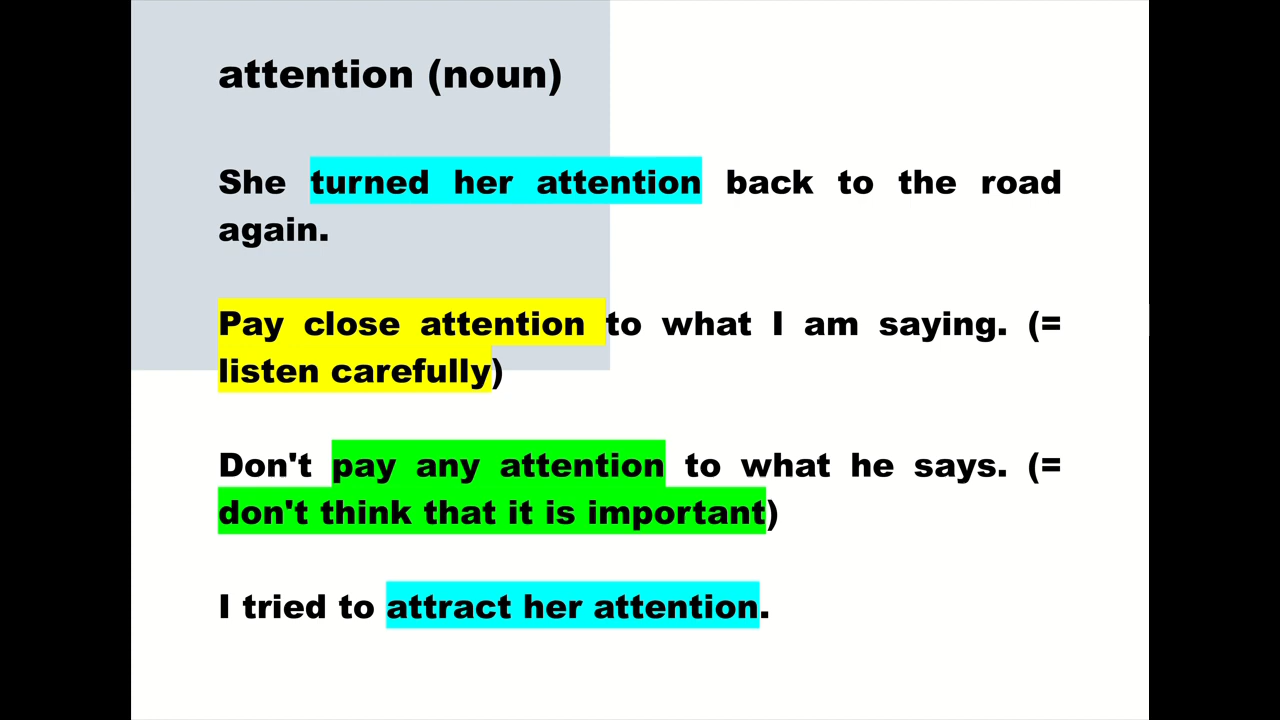 attention (noun)
She turned her attention back to the road
again.
Pay close attention to what I am saying. (=
listen carefully)
Don't pay any attention to what he says. (=
don't think that it is important)
I tried to attract her attention.